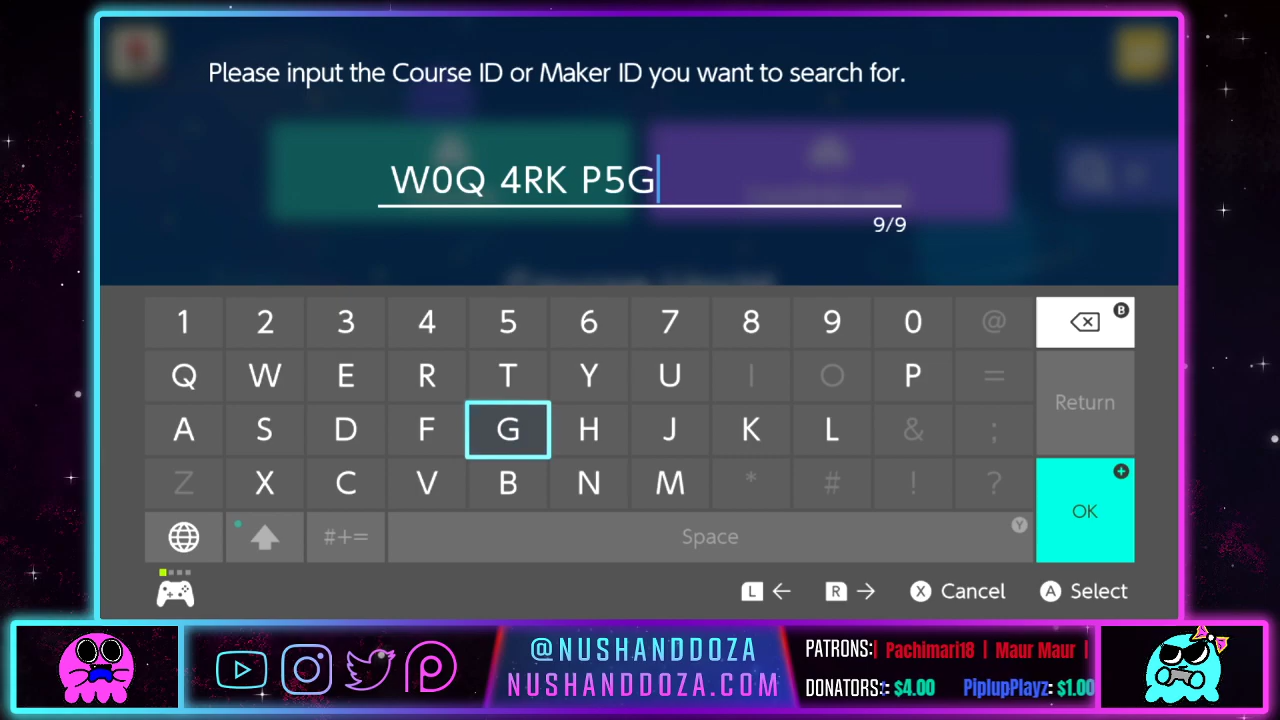 Please input the Course ID or Maker ID you want to search for.
W0Q 4RK P5G
9/9
1 2 3 4 5 6 7 8 9 0 @ B
Q W E R T Y U I O P = Return
A S D F G H J K L & ;
Z X C V B N M * # ! ? + OK
#+= Space Y
L ← R → X Cancel A Select
@NUSHANDDOZA
NUSHANDDOZA.COM
PATRONS: | Pachimari18 | Maur Maur |
DONATORS: : $4.00 PiplupPlayz: $1.00